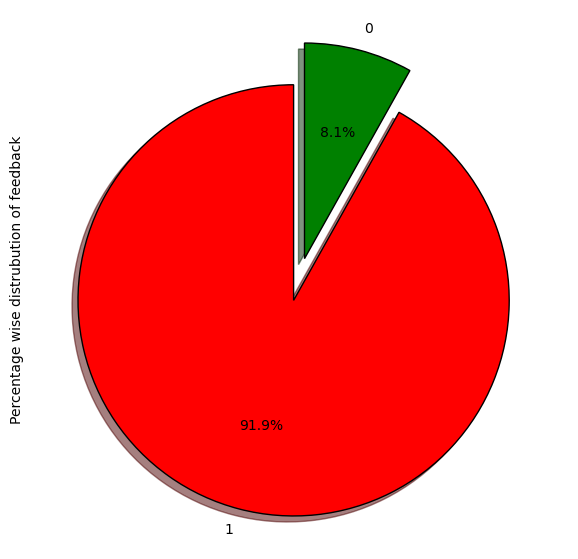 0
8.1%
Percentage wise distrubution of feedback
91.9%
1